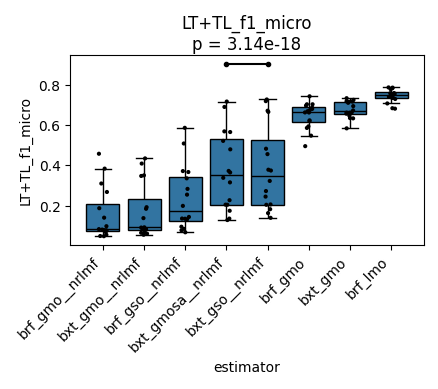 LT+TL_f1_micro
p = 3.14e-18
LT+TL_f1_micro
0.8
0.6
0.4
0.2
brf_gmo__nrlmf
bxt_gmo__nrlmf
brf_gso__nrlmf
bxt_gmosa__nrlmf
bxt_gso__nrlmf
brf_gmo
bxt_gmo
brf_lmo
estimator